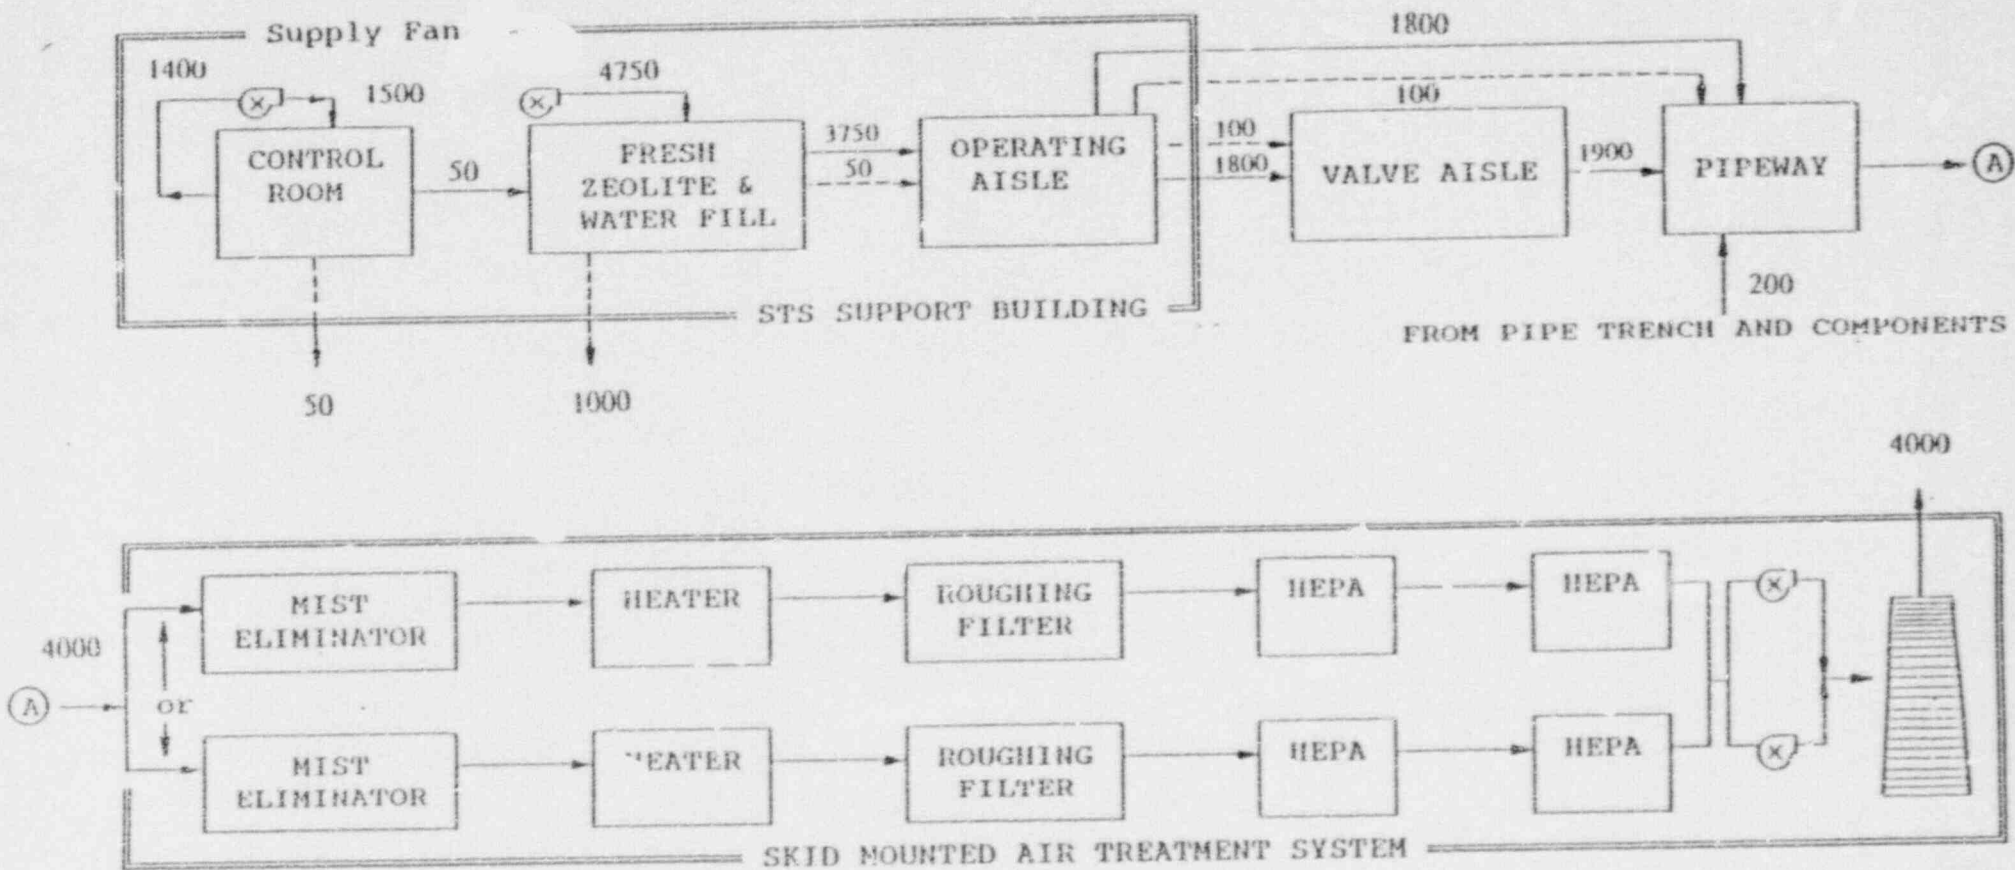 Supply Fan
1400
1500
4750
1800
100
CONTROL
ROOM
50
FRESH
ZEOLITE &
WATER FILL
3750
50
OPERATING
AISLE
100
1800
VALVE AISLE
1900
PIPEWAY
A
STS SUPPORT BUILDING
200
FROM PIPE TRENCH AND COMPONENTS
50
1000
4000
MIST
ELIMINATOR
HEATER
ROUGHING
FILTER
HEPA
HEPA
4000
A
or
MIST
ELIMINATOR
EATER
ROUGHING
FILTER
HEPA
HEPA
SKID MOUNTED AIR TREATMENT SYSTEM